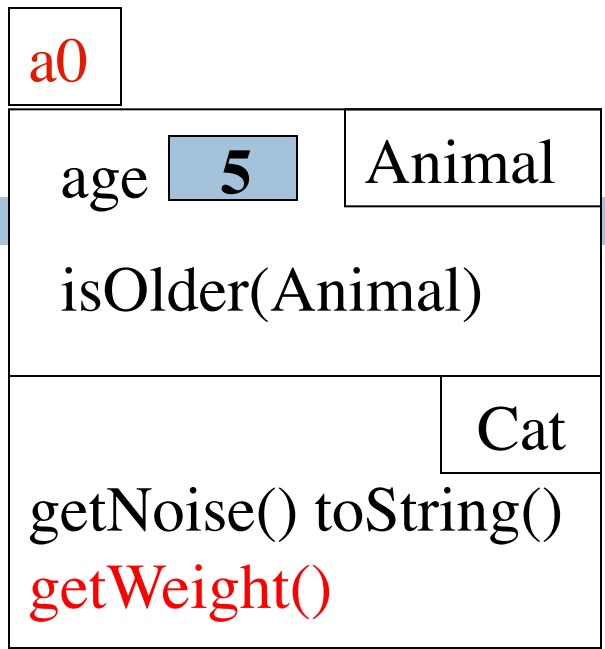 a0
age 5 Animal
isOlder(Animal)
Cat
getNoise() toString()
getWeight()